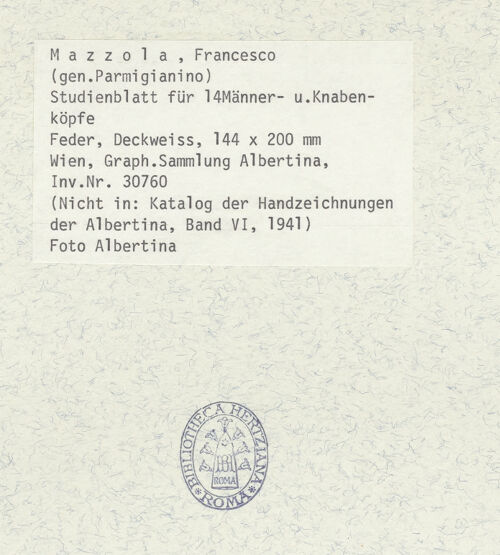 M a z z o l a , Francesco
(gen.Parmigianino)
Studienblatt für 14Männer- u.Knaben-
köpfe
Feder, Deckweiss, 144 x 200 mm
Wien, Graph.Sammlung Albertina,
Inv.Nr. 30760
(Nicht in: Katalog der Handzeichnungen
der Albertina, Band VI, 1941)
Foto Albertina
BIBLIOTHECA HERTZIANA
ROMA
* ROMA *